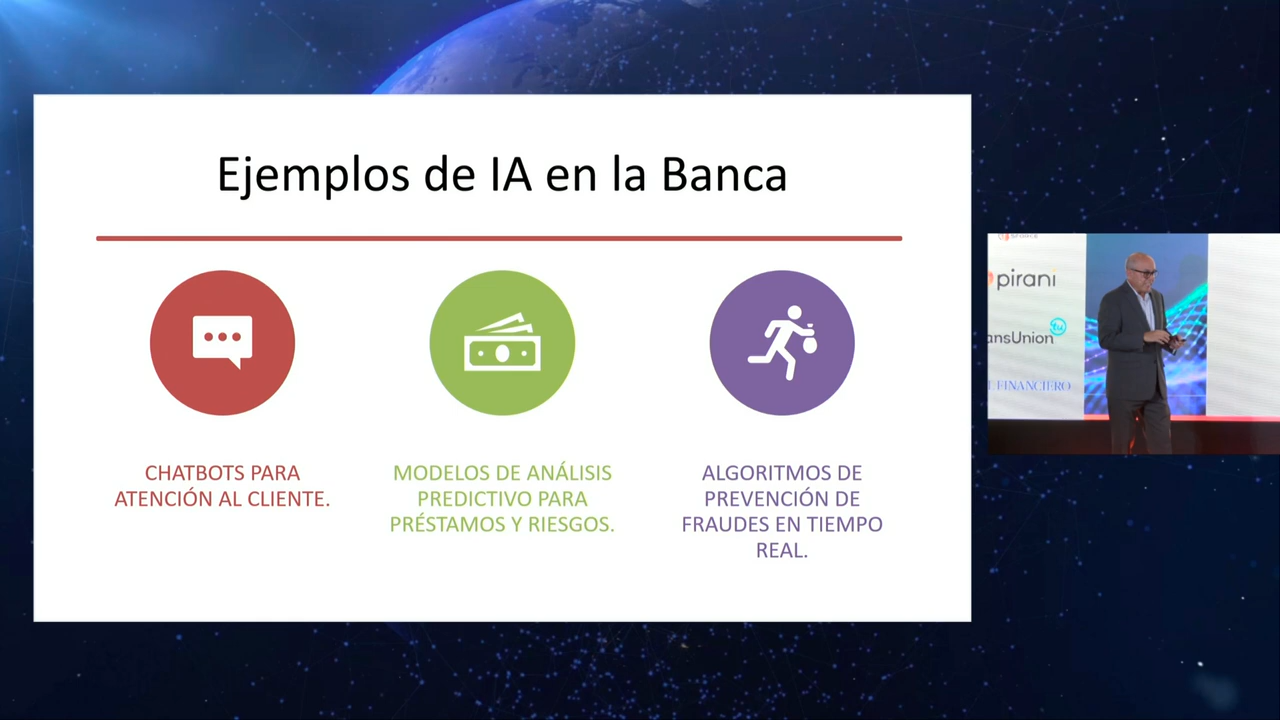 Ejemplos de IA en la Banca
CHATBOTS PARA
ATENCIÓN AL CLIENTE.
MODELOS DE ANÁLISIS
PREDICTIVO PARA
PRÉSTAMOS Y RIESGOS.
ALGORITMOS DE
PREVENCIÓN DE
FRAUDES EN TIEMPO
REAL.
pirani
ansUnion
tu
L FINANCIERO